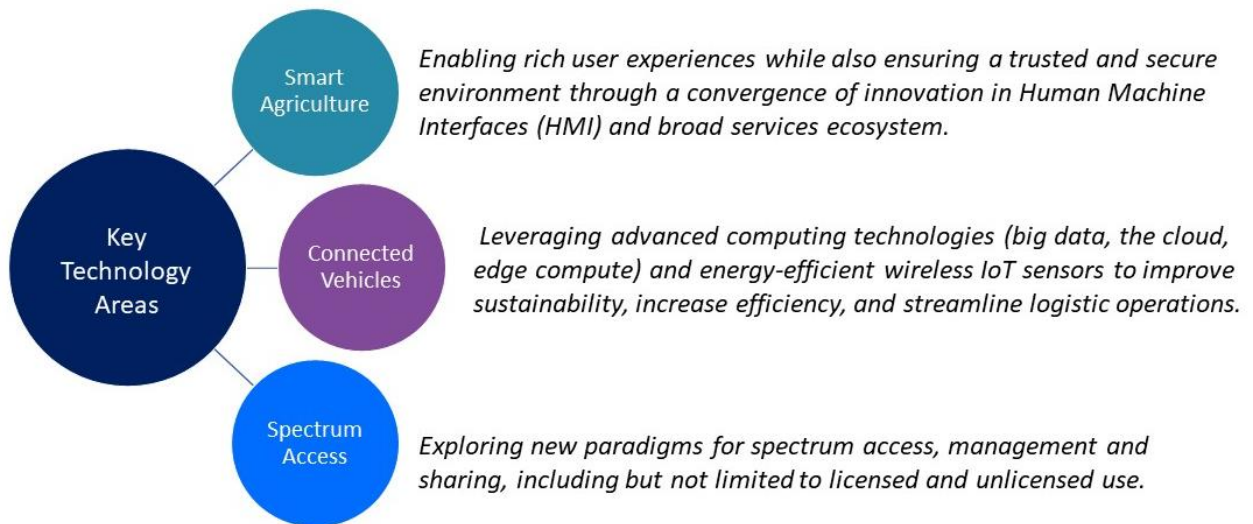 Key
Technology
Areas
Smart
Agriculture
Enabling rich user experiences while also ensuring a trusted and secure
environment through a convergence of innovation in Human Machine
Interfaces (HMI) and broad services ecosystem.
Connected
Vehicles
Leveraging advanced computing technologies (big data, the cloud,
edge compute) and energy-efficient wireless IoT sensors to improve
sustainability, increase efficiency, and streamline logistic operations.
Spectrum
Access
Exploring new paradigms for spectrum access, management and
sharing, including but not limited to licensed and unlicensed use.